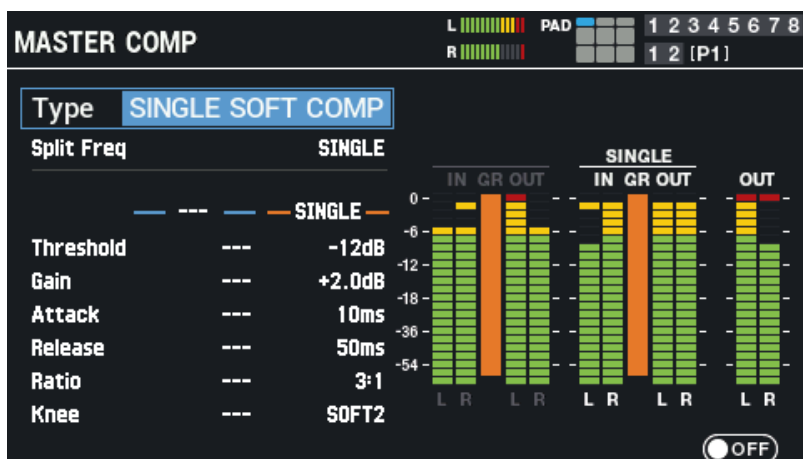 MASTER COMP
L PAD 1 2 3 4 5 6 7 8
R 1 2 [P1]
Type SINGLE SOFT COMP
Split Freq SINGLE
SINGLE
IN GR OUT IN GR OUT OUT
--- SINGLE
Threshold --- -12dB
Gain --- +2.0dB
Attack --- 10ms
Release --- 50ms
Ratio --- 3:1
Knee --- SOFT2
0
-6
-12
-18
-36
-54
L R L R L R L R L R
OFF